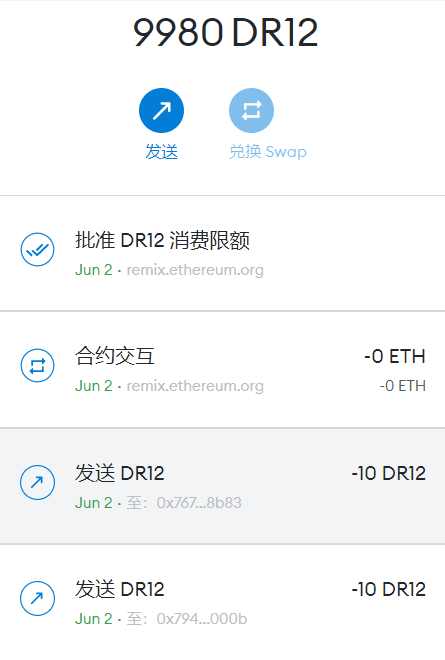 9980 DR12
发送
兑换 Swap
批准 DR12 消费限额
Jun 2 · remix.ethereum.org
合约交互
-0 ETH
Jun 2 · remix.ethereum.org
-0 ETH
发送 DR12
-10 DR12
Jun 2 · 至：0x767...8b83
发送 DR12
-10 DR12
Jun 2 · 至：0x794...000b